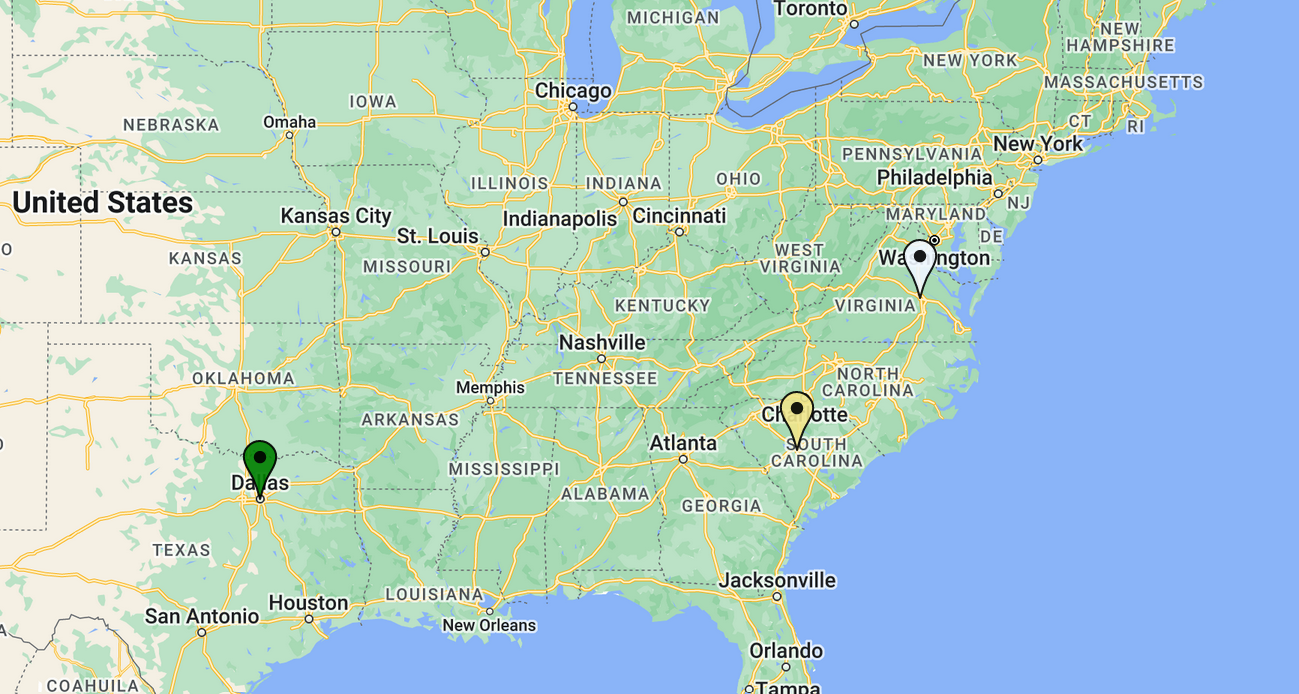 MICHIGAN
Toronto
NEW
HAMPSHIRE
NEW YORK
MASSACHUSETTS
Chicago
IOWA
NEBRASKA
Omaha
CT
RI
New York
PENNSYLVANIA
Philadelphia
ILLINOIS
INDIANA
OHIO
NJ
United States
MARYLAND
Kansas City
Indianapolis
Cincinnati
St. Louis
DE
O
KANSAS
MISSOURI
WEST
VIRGINIA
KENTUCKY
VIRGINIA
Nashville
OKLAHOMA
Memphis
TENNESSEE
NORTH
CAROLINA
ARKANSAS
Atlanta
SOUTH
CAROLINA
MISSISSIPPI
ALABAMA
GEORGIA
TEXAS
Jacksonville
LOUISIANA
Houston
San Antonio
New Orleans
Orlando
COAHUILA
Tampa